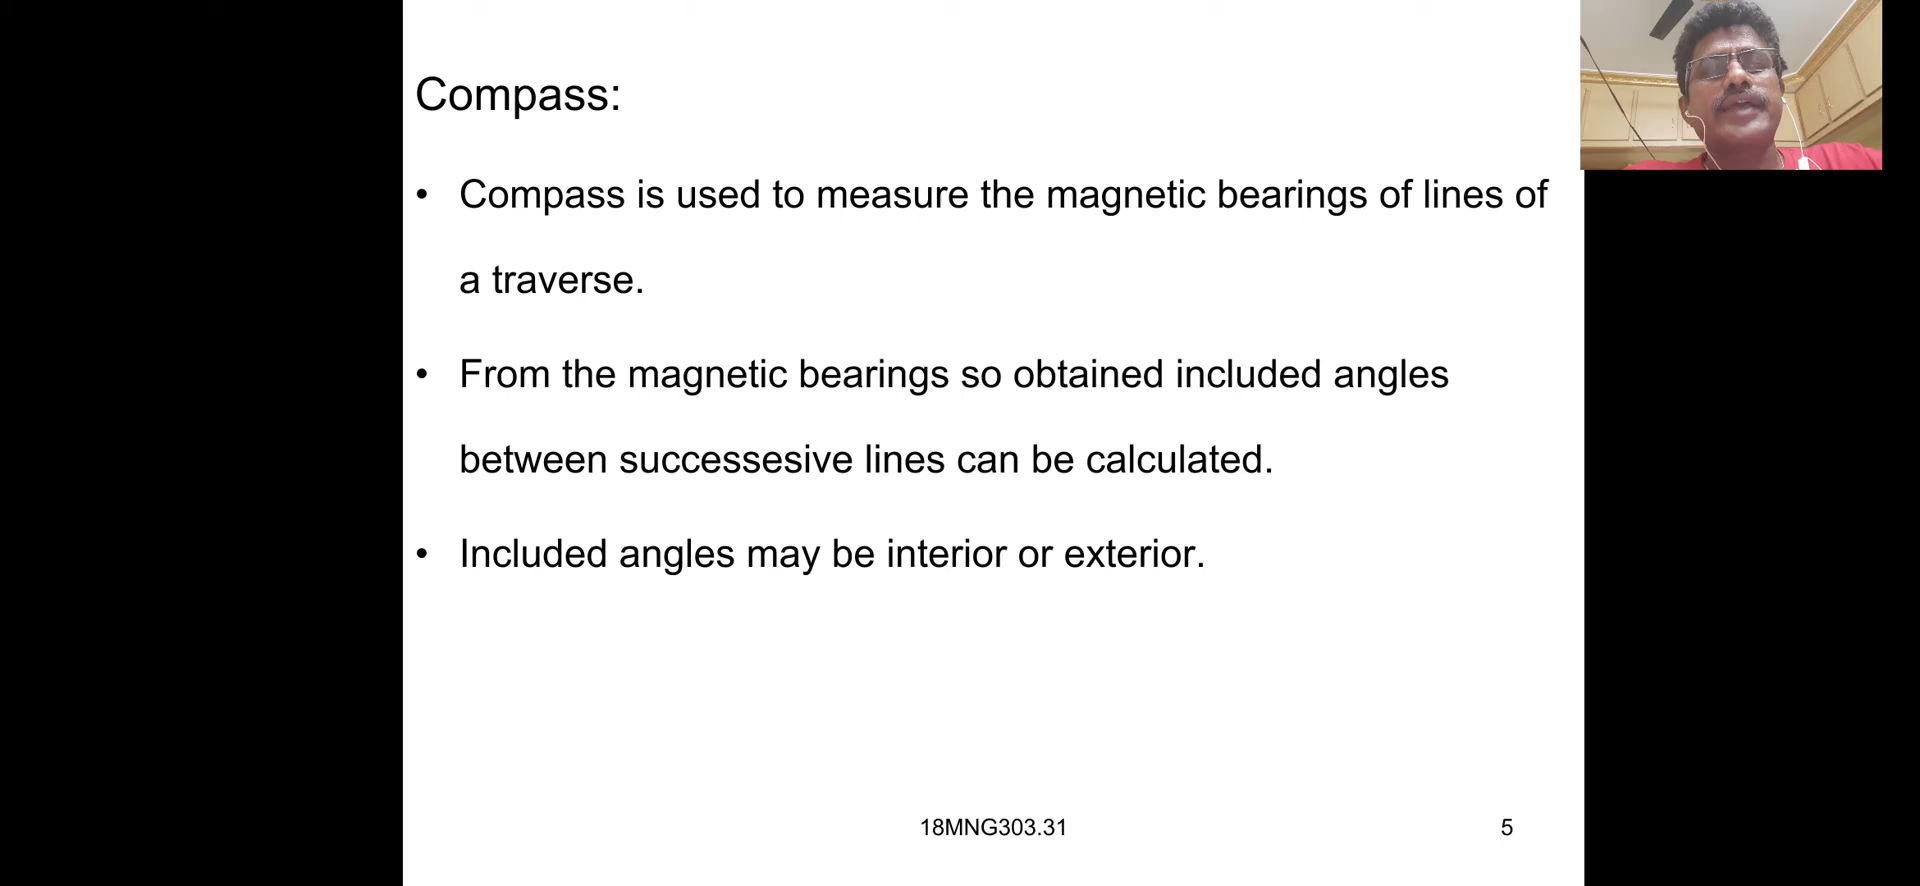 Compass:
• Compass is used to measure the magnetic bearings of lines of
a traverse.
• From the magnetic bearings so obtained included angles
between successesive lines can be calculated.
• Included angles may be interior or exterior.
18MNG303.31
5